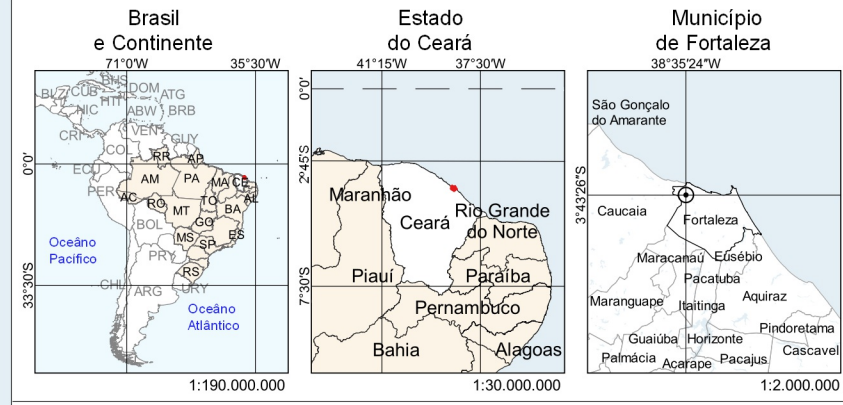 Brasil
e Continente
71°0'W
35°30'W
0°0'
33°30'S
BHS
BLZ
CUB
DOM
ATG
HTI
NIC
ABW
BRB
CRI
VEN
GUY
COL
RR
AP
ECU
AM
PA
MA
CE
PER
AC
RO
TO
AL
MT
BA
BOL
GO
MS
ES
SP
PRY
RS
CHL
ARG
URY
Oceâno
Pacífico
Oceâno
Atlântico
1:190.000.000
Estado
do Ceará
41°15'W
37°30'W
0°0'
2°45'S
7°30'S
Maranhão
Ceará
Rio Grande
do Norte
Piauí
Paraíba
Pernambuco
Bahia
Alagoas
1:30.000.000
Município
de Fortaleza
38°35'24"W
3°43'26"S
São Gonçalo
do Amarante
Caucaia
Fortaleza
Maracanaú
Eusébio
Pacatuba
Maranguape
Itaitinga
Aquiraz
Pindoretama
Guaiúba
Horizonte
Cascavel
Palmácia
Acarape
Pacajus
1:2.000.000